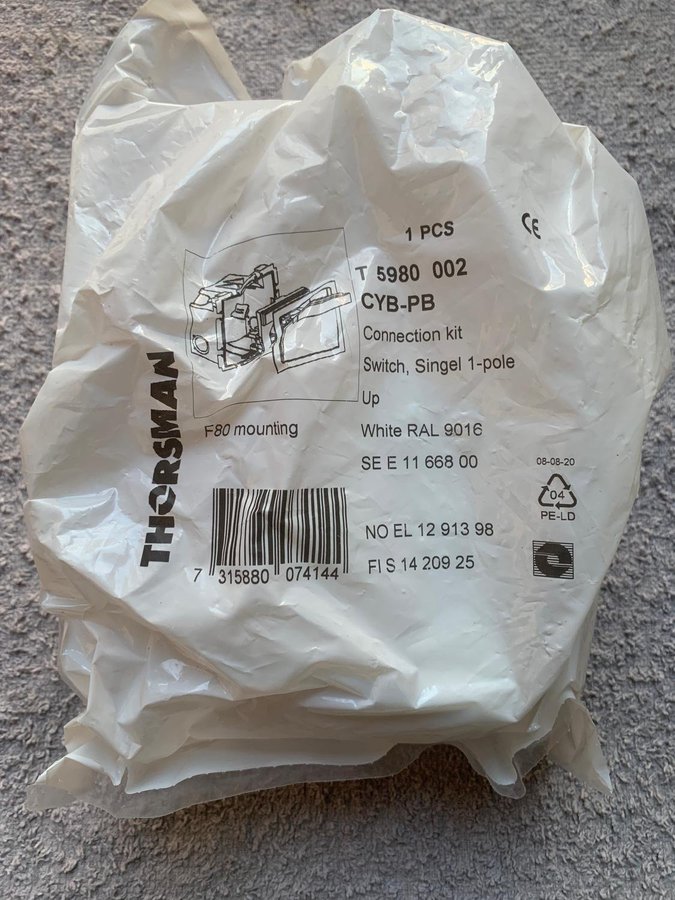 1 PCS
CE
T 5980 002
CYB-PB
Connection kit
Switch, Singel 1-pole
Up
F80 mounting
White RAL 9016
SE E 11 668 00
THORSMAN
08-08-20
04
PE-LD
NO EL 12 913 98
FI S 14 209 25
7 315880 074144